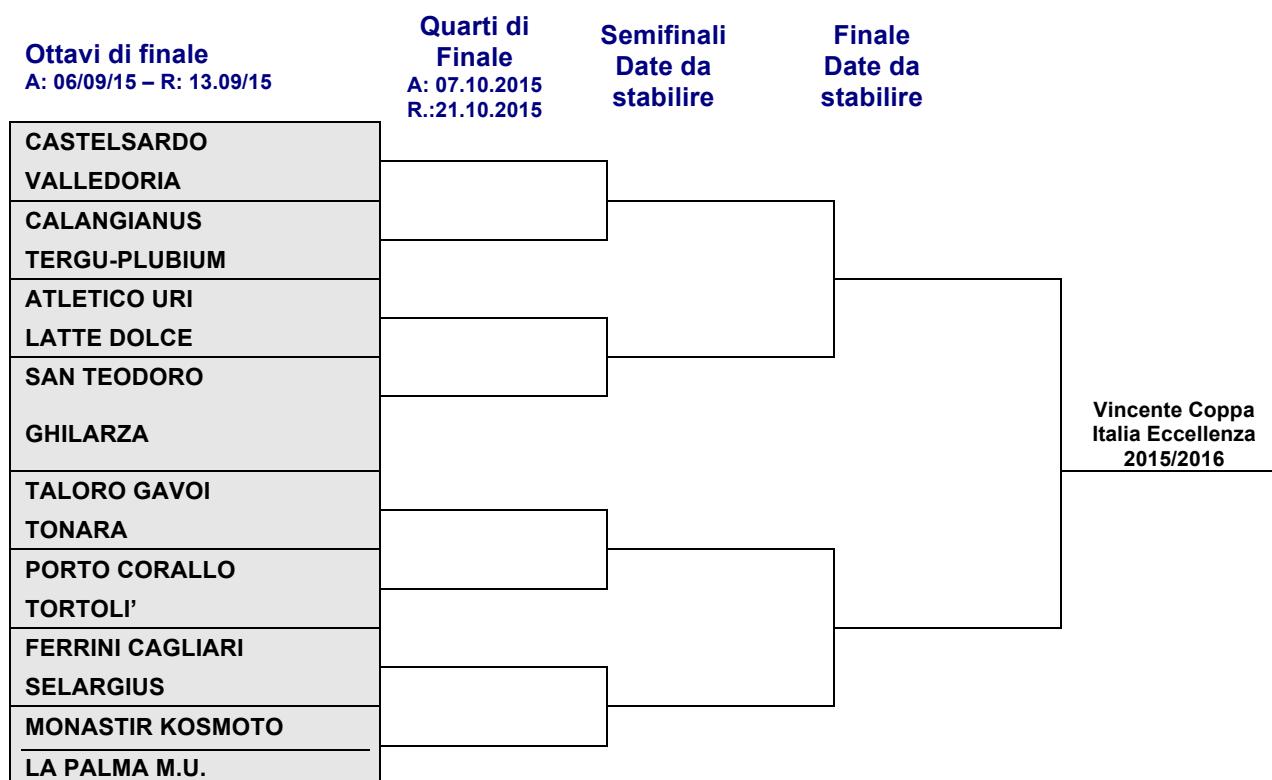 Ottavi di finale
A: 06/09/15 – R: 13.09/15
Quarti di
Finale
A: 07.10.2015
R.:21.10.2015
Semifinali
Date da
stabilire
Finale
Date da
stabilire
CASTELSARDO
VALLEDORIA
CALANGIANUS
TERGU-PLUBIUM
ATLETICO URI
LATTE DOLCE
SAN TEODORO
GHILARZA
TALORO GAVOI
TONARA
PORTO CORALLO
TORTOLI’
FERRINI CAGLIARI
SELARGIUS
MONASTIR KOSMOTO
LA PALMA M.U.
Vincente Coppa
Italia Eccellenza
2015/2016